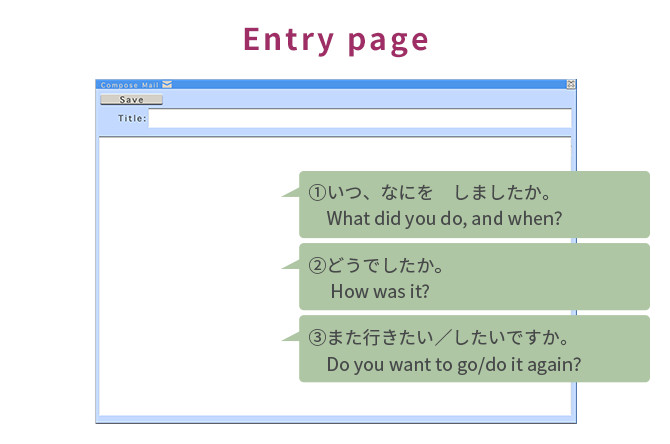 Entry page
Compose Mail
Save
Title:
①いつ、なにを　しましたか。
What did you do, and when?
②どうでしたか。
How was it?
③また行きたい／したいですか。
Do you want to go/do it again?